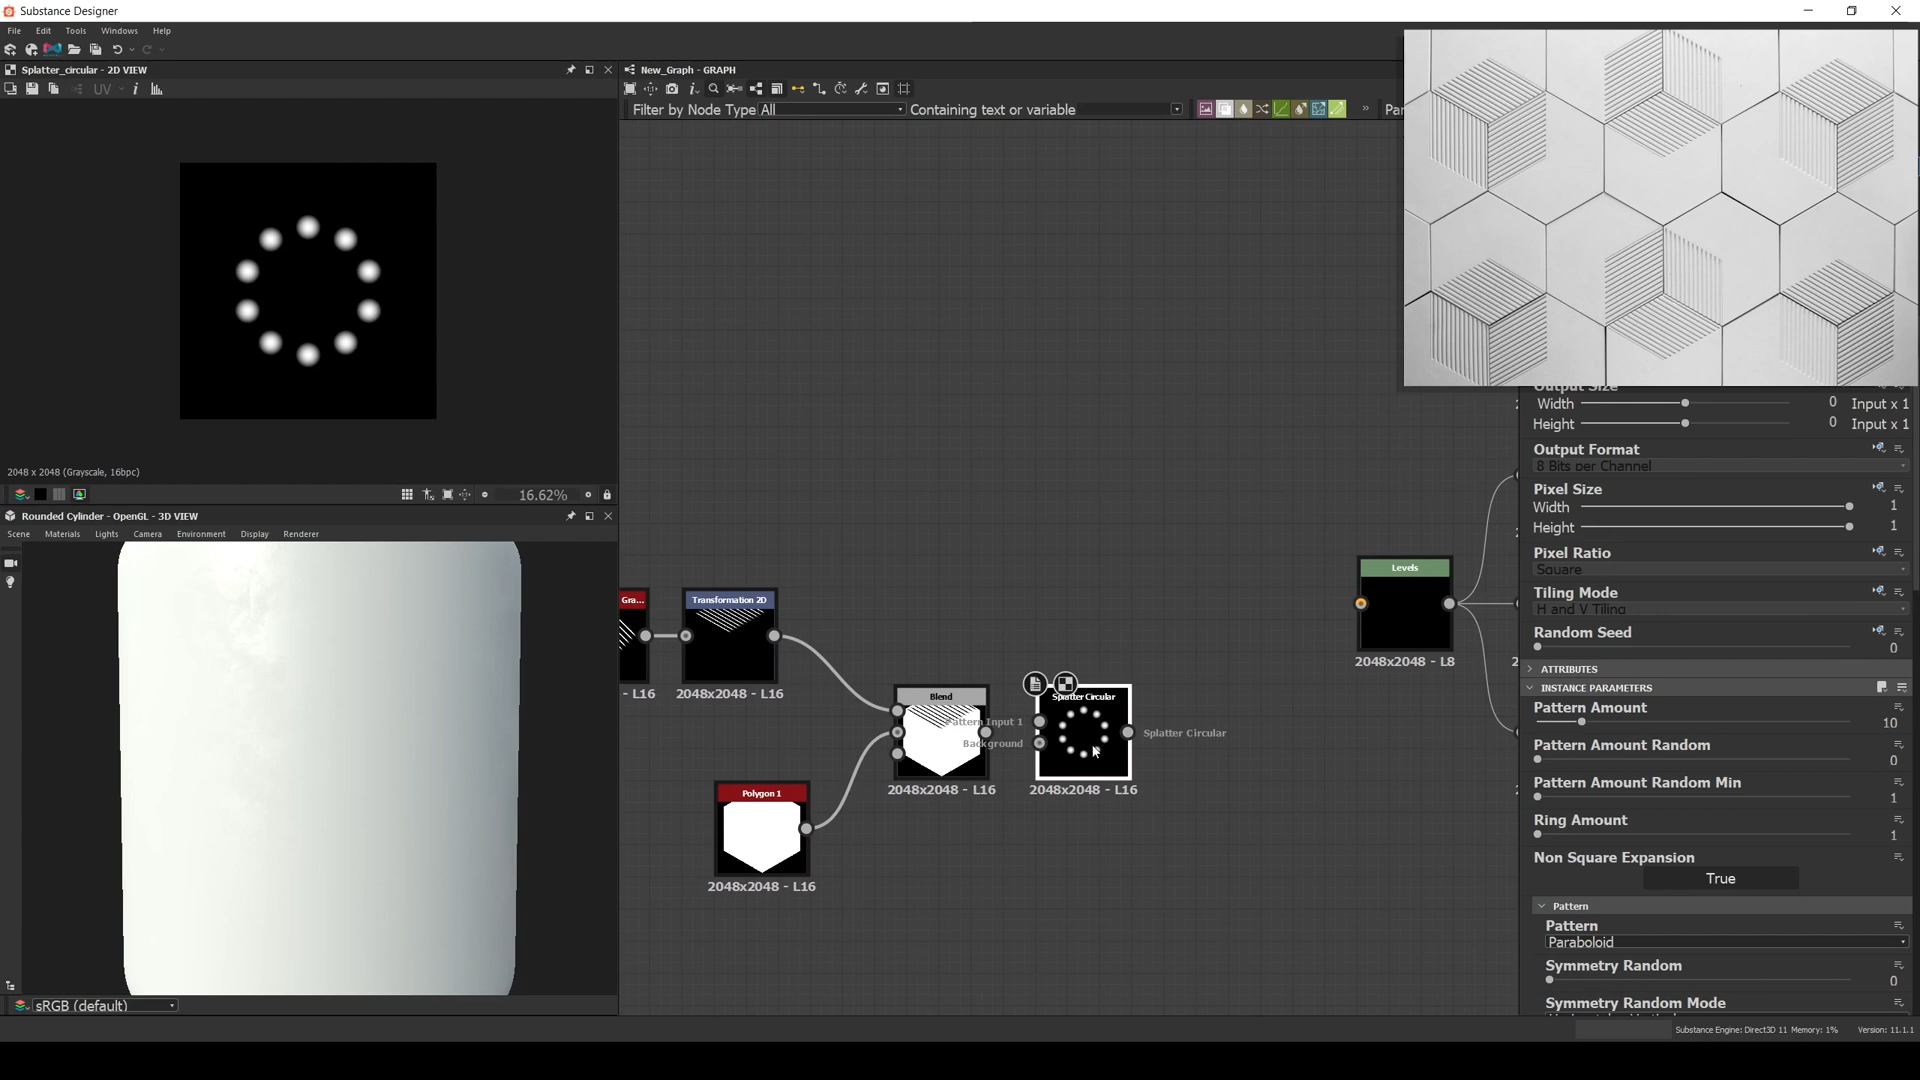 Substance Designer
File Edit Tools Windows Help
Splatter_circular - 2D VIEW
New_Graph - GRAPH
UV
Filter by Node Type All
Containing text or variable
Par
2048 x 2048 (Grayscale, 16bpc)
16.62%
Rounded Cylinder - OpenGL - 3D VIEW
Scene Materials Lights Camera Environment Display Renderer
sRGB (default)
Gra...
- L16
Transformation 2D
2048x2048 - L16
Polygon 1
2048x2048 - L16
Blend
2048x2048 - L16
Splatter Circular
Pattern Input 1
Background
Splatter Circular
2048x2048 - L16
Levels
2048x2048 - L8
Output Size
Width 0 Input x 1
Height 0 Input x 1
Output Format
8 Bits per Channel
Pixel Size
Width 1
Height 1
Pixel Ratio
Square
Tiling Mode
H and V Tiling
Random Seed
0
ATTRIBUTES
INSTANCE PARAMETERS
Pattern Amount
10
Pattern Amount Random
0
Pattern Amount Random Min
1
Ring Amount
1
Non Square Expansion
True
Pattern
Pattern
Paraboloid
Symmetry Random
0
Symmetry Random Mode
Substance Engine: Direct3D 11 Memory: 1% Version: 11.1.1